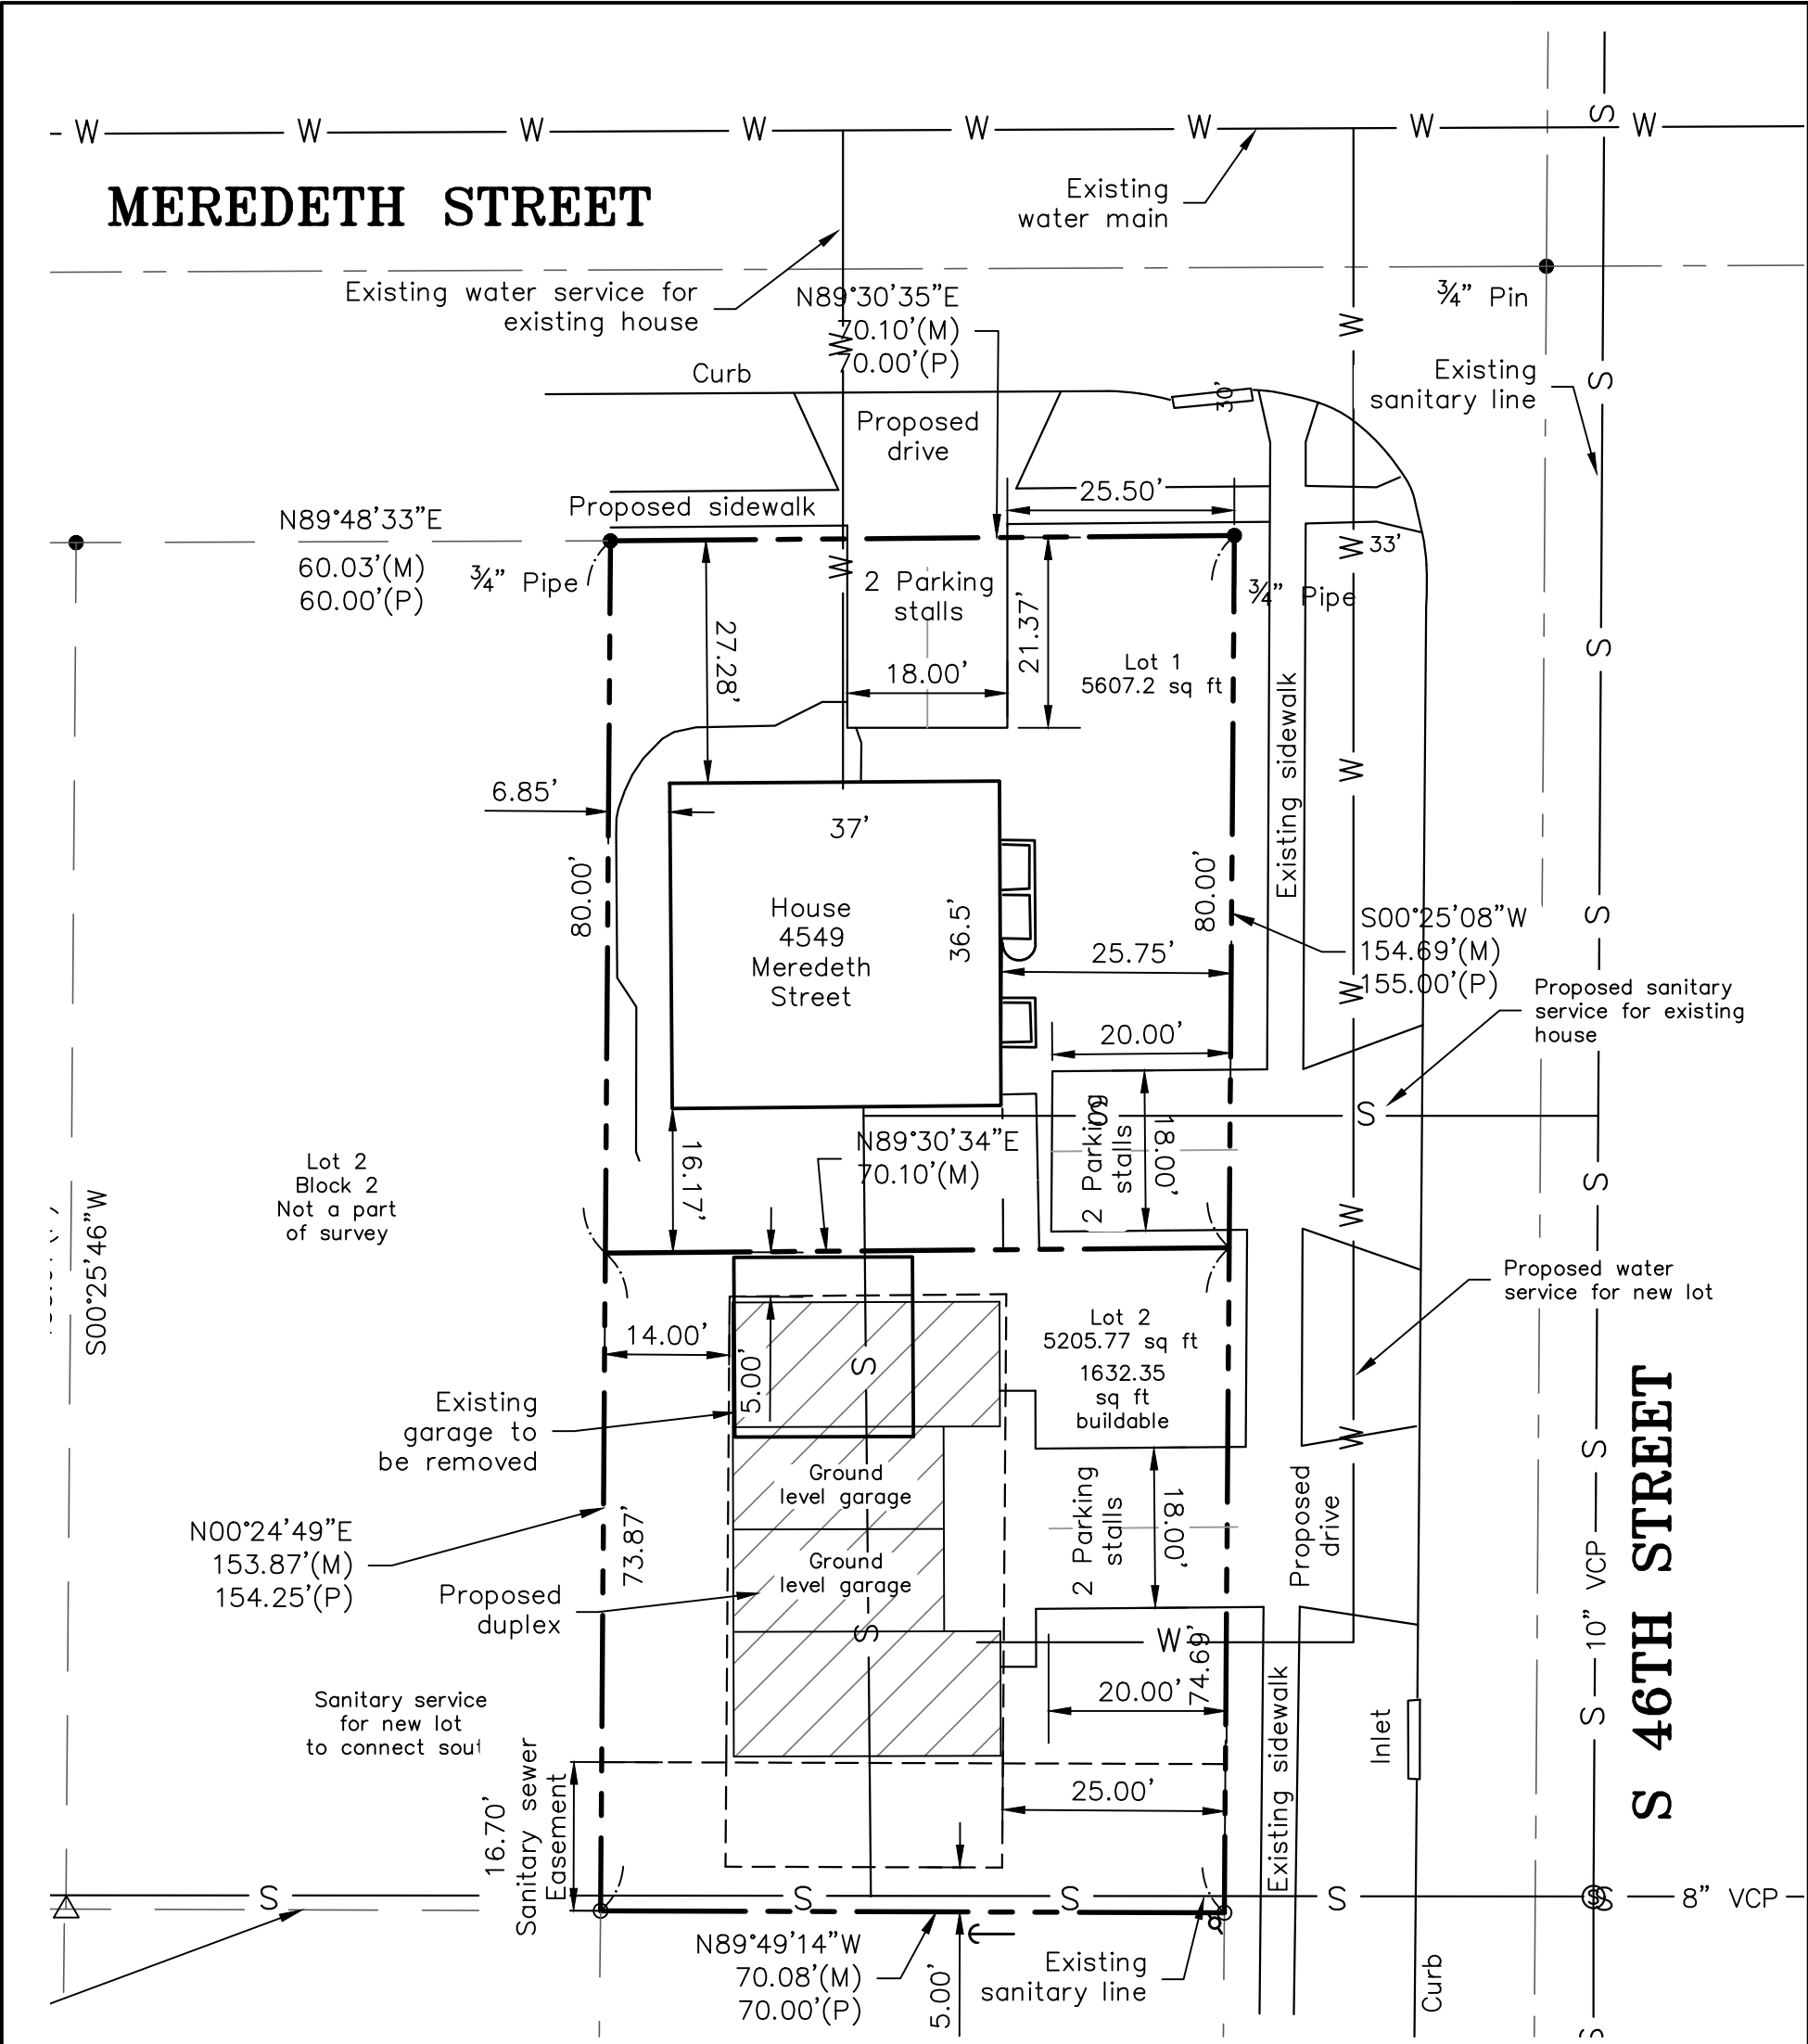 W W W W W W W W
S
MEREDETH STREET
Existing
water main
Existing water service for
existing house
N89°30'35"E
70.10'(M)
70.00'(P)
¾" Pin
W
W
Curb
Existing
sanitary line
S
30'
Proposed
drive
25.50'
Proposed sidewalk
N89°48'33"E
60.03'(M)
60.00'(P)
¾" Pipe
W
2 Parking
stalls
W
33'
¾" Pipe
27.28'
21.37'
18.00'
Lot 1
5607.2 sq ft
S
Existing sidewalk
W
6.85'
37'
80.00'
House
4549
Meredeth
Street
36.5'
80.00'
25.75'
S00°25'08"W
154.69'(M)
155.00'(P)
S
W
Proposed sanitary
service for existing
house
20.00'
2 Parking
stalls
18.00'
S
S
N89°30'34"E
70.10'(M)
16.17'
Lot 2
Block 2
Not a part
of survey
S00°25'46"W
S
W
Proposed water
service for new lot
14.00'
5.00'
S
Lot 2
5205.77 sq ft
1632.35
sq ft
buildable
Existing
garage to
be removed
Ground
level garage
Ground
level garage
2 Parking
stalls
18.00'
W
Proposed
drive
S
10" VCP
S 46TH STREET
N00°24'49"E
153.87'(M)
154.25'(P)
73.87'
Proposed
duplex
S
W
74.69'
20.00'
Sanitary service
for new lot
to connect
16.70'
Sanitary sewer
Easement
25.00'
Existing sidewalk
Inlet
S
S S S S S S
8" VCP
N89°49'14"W
70.08'(M)
70.00'(P)
5.00'
Existing
sanitary line
Curb
S